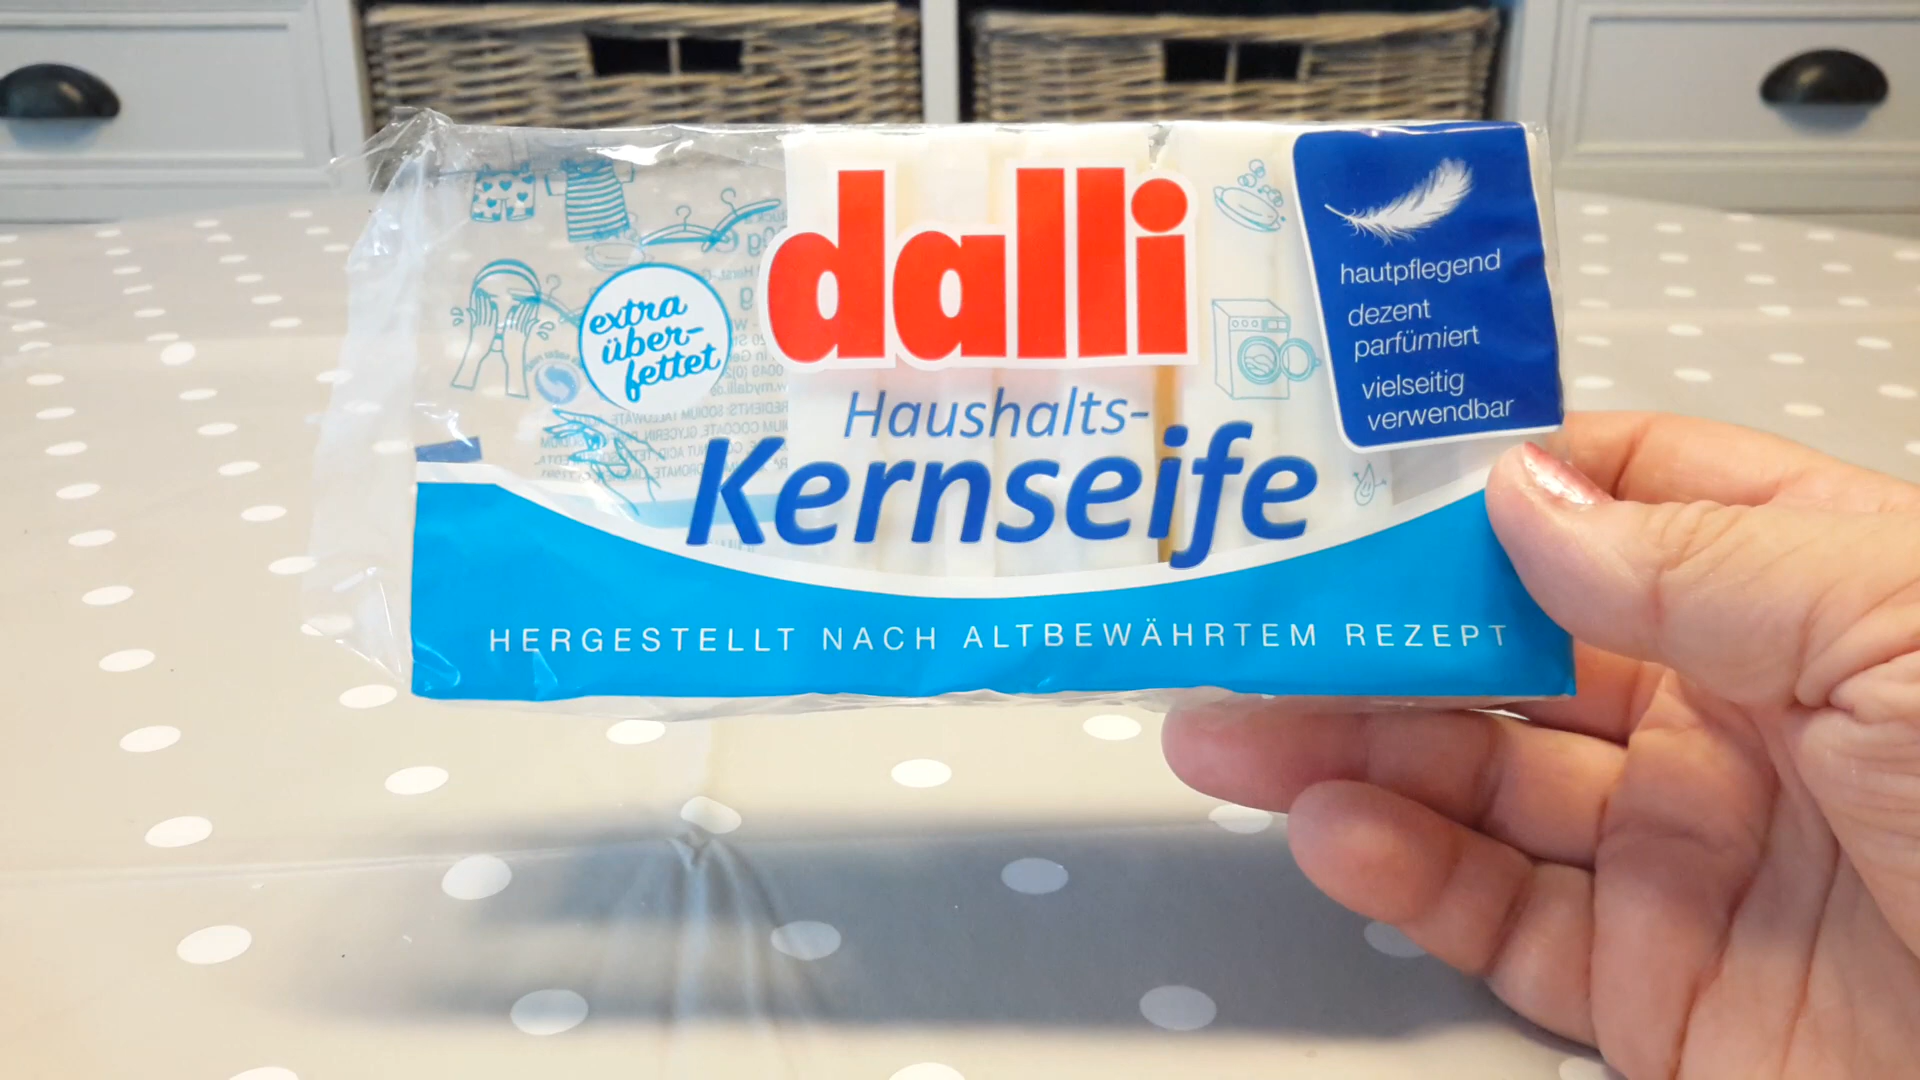 dalli
extra
über-
fettet
Haushalts-
Kernseife
hautpflegend
dezent
parfümiert
vielseitig
verwendbar
HERGESTELLT NACH ALTBEWÄHRTEM REZEPT